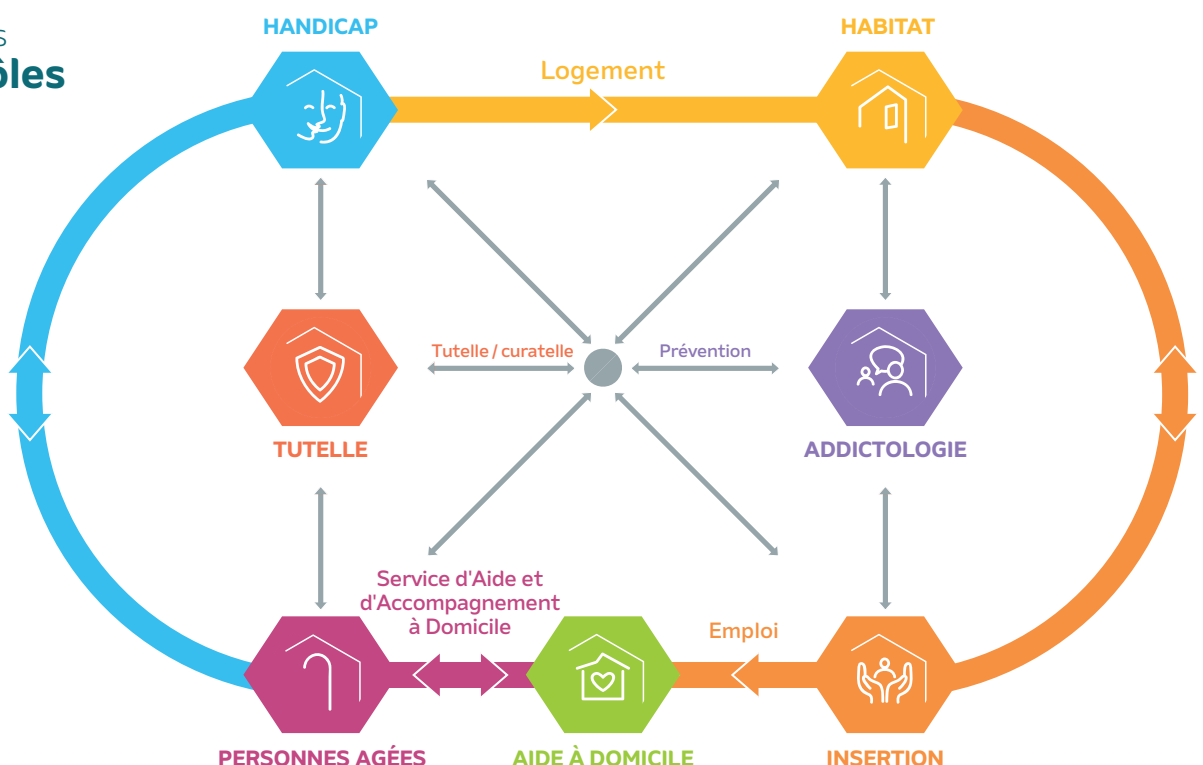 HANDICAP
HABITAT
Logement
Tutelle / curatelle
Prévention
TUTELLE
ADDICTOLOGIE
Service d'Aide et
d'Accompagnement
à Domicile
Emploi
PERSONNES AGÉES
AIDE À DOMICILE
INSERTION